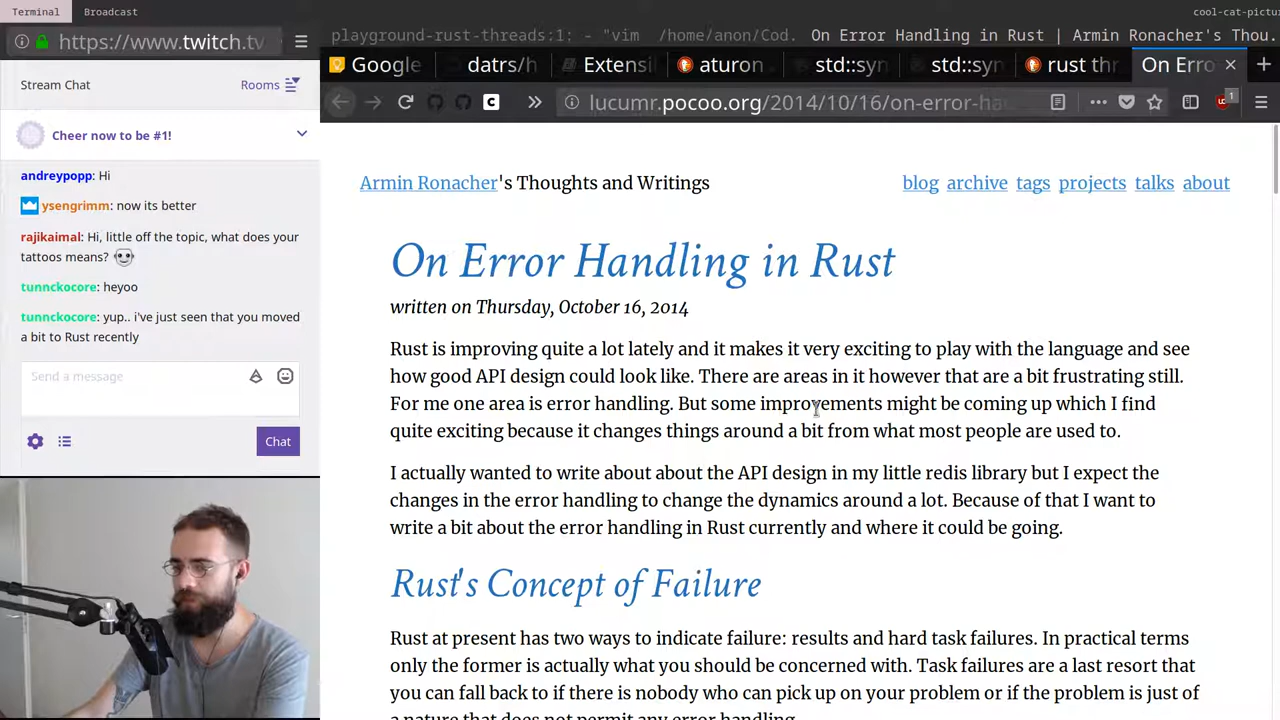 Terminal Broadcast cool-cat-pictu
https://www.twitch.tv
playground-rust-threads:1; - "vim /home/anon/Cod. On Error Handling in Rust | Armin Ronacher's Thou.
Google datrs/h Extensi aturon std::syn std::syn rust thr On Erro
lucumr.pocoo.org/2014/10/16/on-error-ha
Stream Chat Rooms
Cheer now to be #1!
andreypopp: Hi
ysengrimm: now its better
rajikaimal: Hi, little off the topic, what does your
tattoos means?
tunnckocore: heyoo
tunnckocore: yup.. i've just seen that you moved
a bit to Rust recently
Send a message
Chat
Armin Ronacher's Thoughts and Writings
blog archive tags projects talks about
On Error Handling in Rust
written on Thursday, October 16, 2014
Rust is improving quite a lot lately and it makes it very exciting to play with the language and see
how good API design could look like. There are areas in it however that are a bit frustrating still.
For me one area is error handling. But some improvements might be coming up which I find
quite exciting because it changes things around a bit from what most people are used to.
I actually wanted to write about about the API design in my little redis library but I expect the
changes in the error handling to change the dynamics around a lot. Because of that I want to
write a bit about the error handling in Rust currently and where it could be going.
Rust's Concept of Failure
Rust at present has two ways to indicate failure: results and hard task failures. In practical terms
only the former is actually what you should be concerned with. Task failures are a last resort that
you can fall back to if there is nobody who can pick up on your problem or if the problem is just of
a nature that does not permit any error handling.